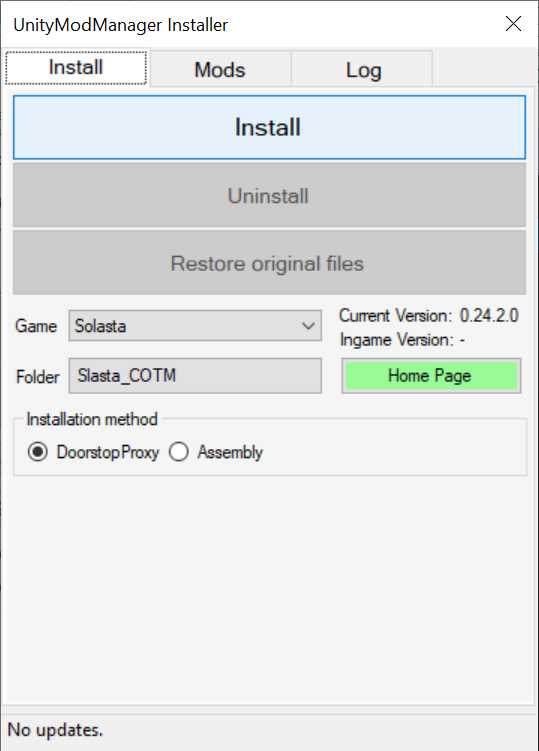 UnityModManager Installer
Install Mods Log
Install
Uninstall
Restore original files
Game Solasta Current Version: 0.24.2.0
Ingame Version: -
Folder Slasta_COTM Home Page
Installation method
DoorstopProxy Assembly
No updates.